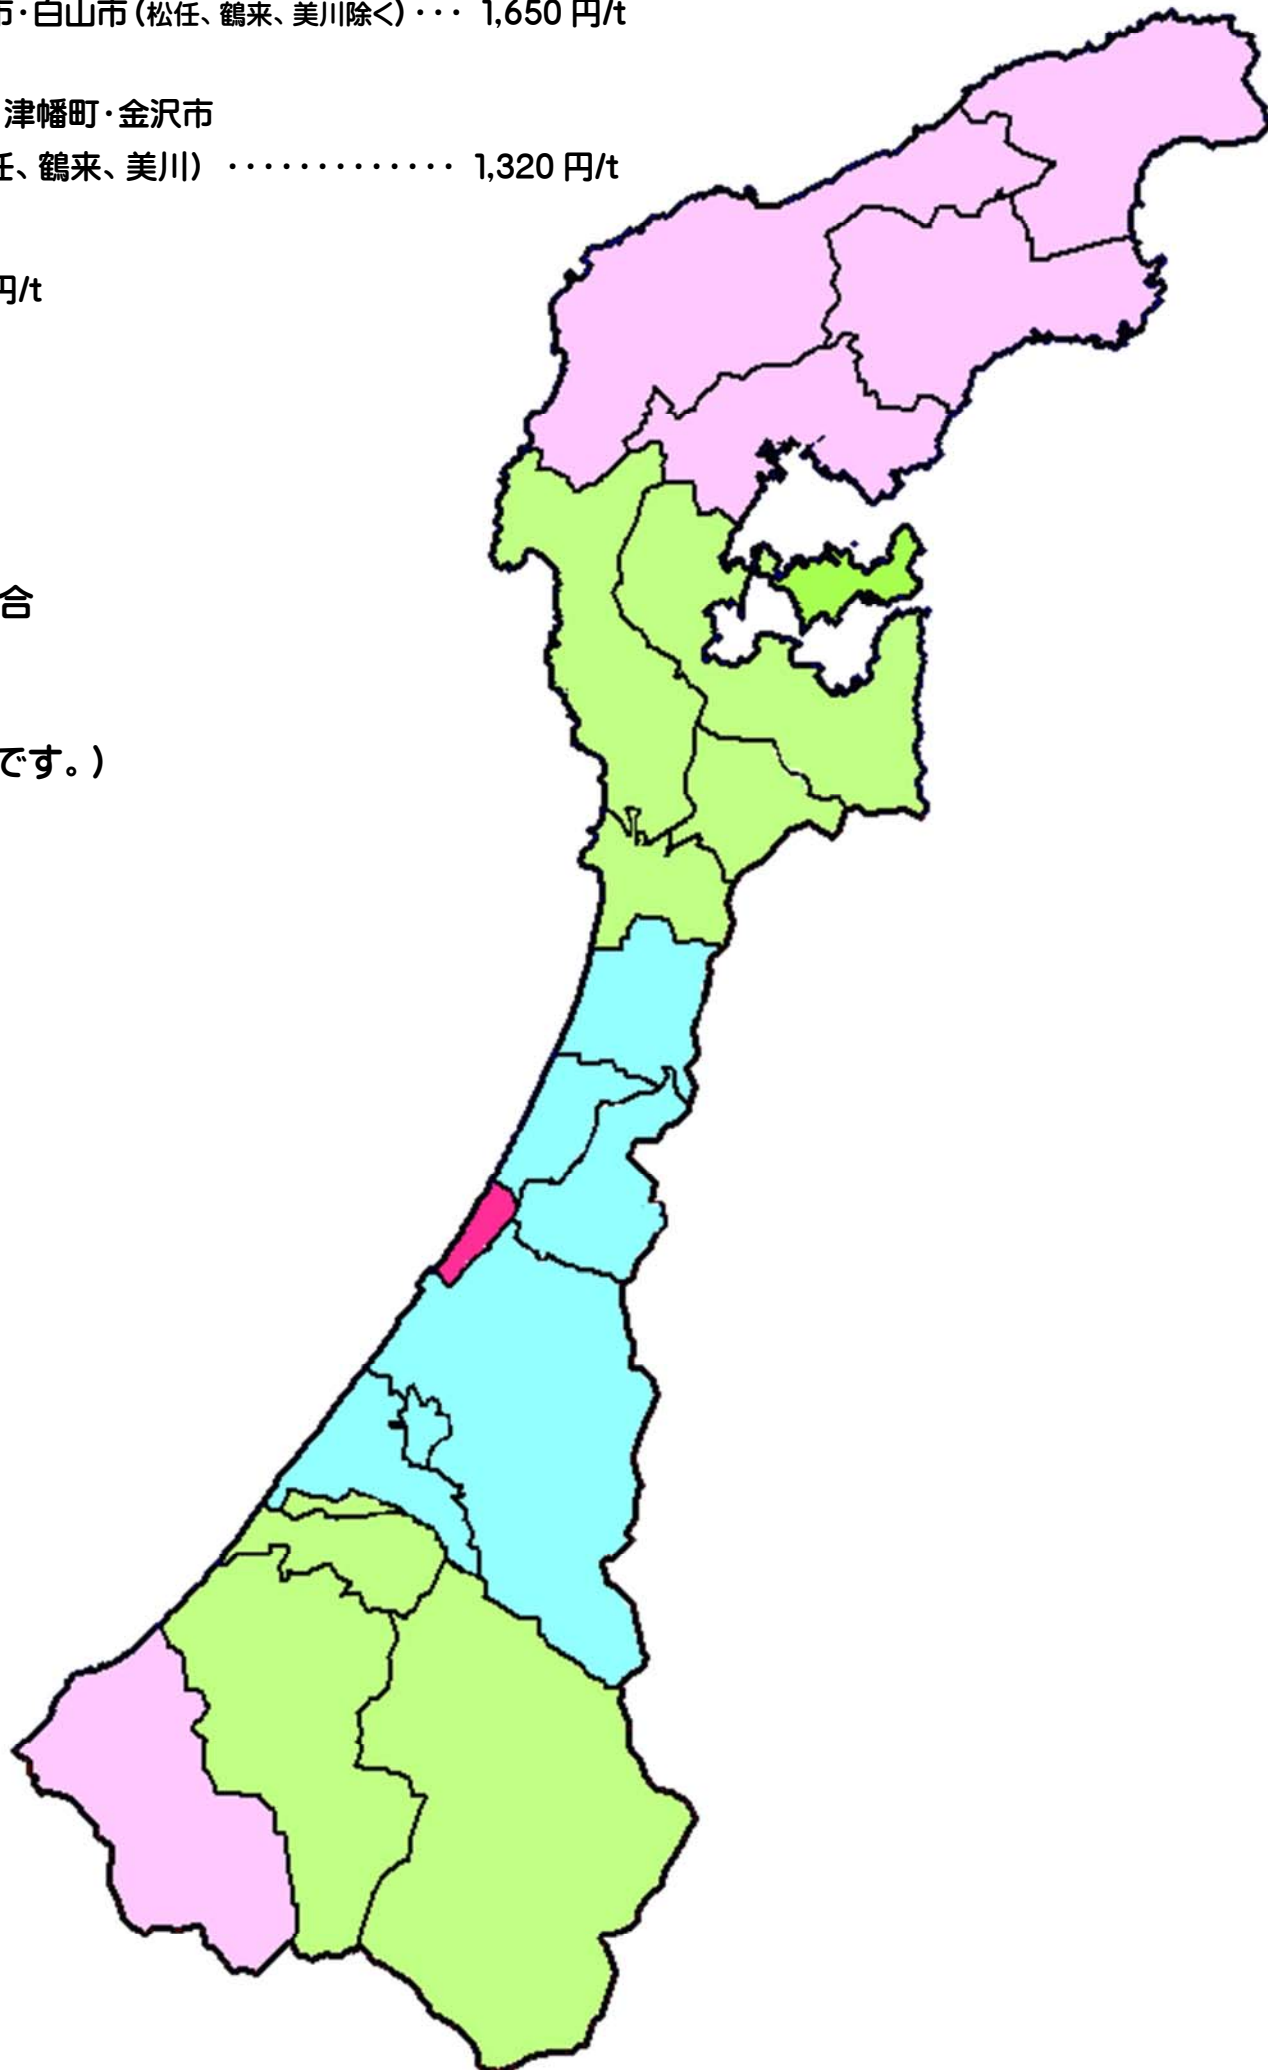 市・白山市（松任、鶴来、美川除く）・・・ 1,650 円/t
津幡町・金沢市
任、鶴来、美川） ・・・・・・・・・・・・・ 1,320 円/t
円/t
合
です。）